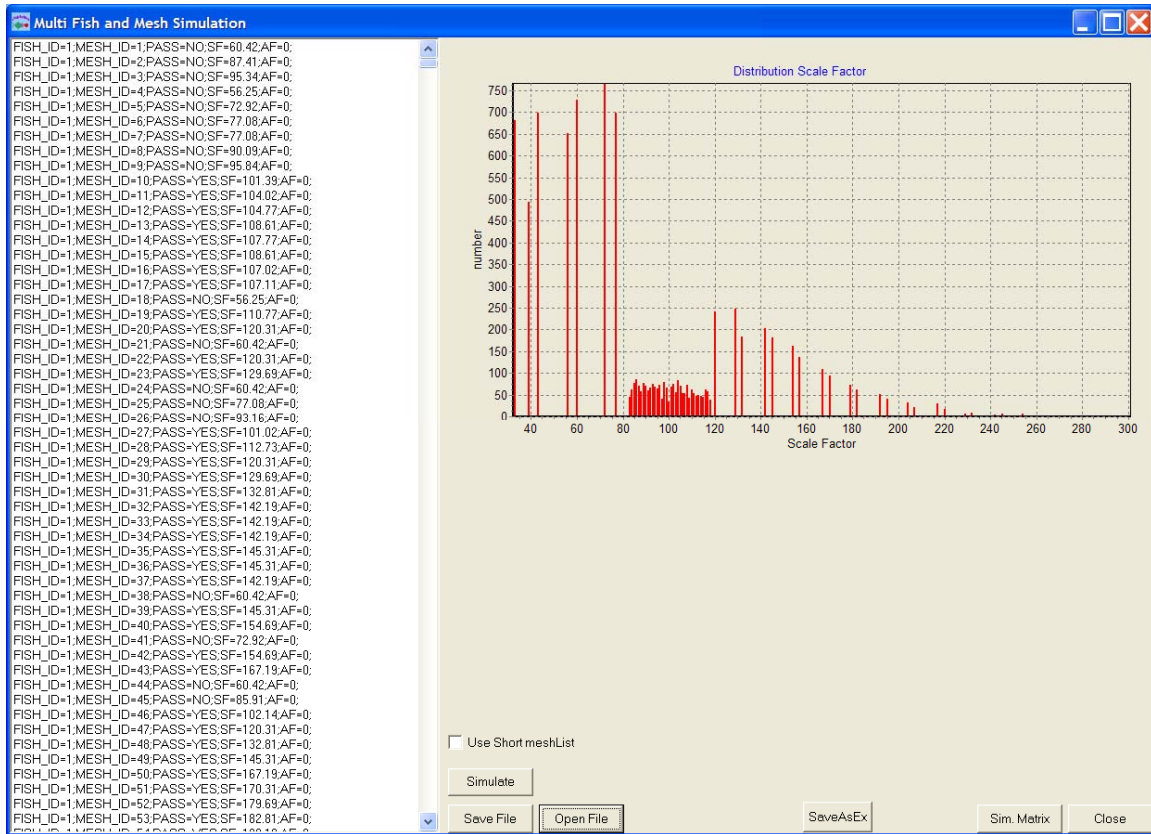 Multi Fish and Mesh Simulation
FISH_ID=1;MESH_ID=1;PASS=NO;SF=60.42;AF=0;
FISH_ID=1;MESH_ID=2;PASS=NO;SF=87.41;AF=0;
FISH_ID=1;MESH_ID=3;PASS=NO;SF=95.34;AF=0;
FISH_ID=1;MESH_ID=4;PASS=NO;SF=56.25;AF=0;
FISH_ID=1;MESH_ID=5;PASS=NO;SF=72.92;AF=0;
FISH_ID=1;MESH_ID=6;PASS=NO;SF=77.08;AF=0;
FISH_ID=1;MESH_ID=7;PASS=NO;SF=77.08;AF=0;
FISH_ID=1;MESH_ID=8;PASS=NO;SF=90.09;AF=0;
FISH_ID=1;MESH_ID=9;PASS=NO;SF=95.84;AF=0;
FISH_ID=1;MESH_ID=10;PASS=YES;SF=101.39;AF=0;
FISH_ID=1;MESH_ID=11;PASS=YES;SF=104.02;AF=0;
FISH_ID=1;MESH_ID=12;PASS=YES;SF=104.77;AF=0;
FISH_ID=1;MESH_ID=13;PASS=YES;SF=108.61;AF=0;
FISH_ID=1;MESH_ID=14;PASS=YES;SF=107.77;AF=0;
FISH_ID=1;MESH_ID=15;PASS=YES;SF=108.61;AF=0;
FISH_ID=1;MESH_ID=16;PASS=YES;SF=107.02;AF=0;
FISH_ID=1;MESH_ID=17;PASS=YES;SF=107.11;AF=0;
FISH_ID=1;MESH_ID=18;PASS=NO;SF=56.25;AF=0;
FISH_ID=1;MESH_ID=19;PASS=YES;SF=110.77;AF=0;
FISH_ID=1;MESH_ID=20;PASS=YES;SF=120.31;AF=0;
FISH_ID=1;MESH_ID=21;PASS=NO;SF=60.42;AF=0;
FISH_ID=1;MESH_ID=22;PASS=YES;SF=120.31;AF=0;
FISH_ID=1;MESH_ID=23;PASS=YES;SF=129.69;AF=0;
FISH_ID=1;MESH_ID=24;PASS=NO;SF=60.42;AF=0;
FISH_ID=1;MESH_ID=25;PASS=NO;SF=77.08;AF=0;
FISH_ID=1;MESH_ID=26;PASS=NO;SF=93.16;AF=0;
FISH_ID=1;MESH_ID=27;PASS=YES;SF=101.02;AF=0;
FISH_ID=1;MESH_ID=28;PASS=YES;SF=112.73;AF=0;
FISH_ID=1;MESH_ID=29;PASS=YES;SF=120.31;AF=0;
FISH_ID=1;MESH_ID=30;PASS=YES;SF=129.69;AF=0;
FISH_ID=1;MESH_ID=31;PASS=YES;SF=132.81;AF=0;
FISH_ID=1;MESH_ID=32;PASS=YES;SF=142.19;AF=0;
FISH_ID=1;MESH_ID=33;PASS=YES;SF=142.19;AF=0;
FISH_ID=1;MESH_ID=34;PASS=YES;SF=142.19;AF=0;
FISH_ID=1;MESH_ID=35;PASS=YES;SF=145.31;AF=0;
FISH_ID=1;MESH_ID=36;PASS=YES;SF=145.31;AF=0;
FISH_ID=1;MESH_ID=37;PASS=YES;SF=142.19;AF=0;
FISH_ID=1;MESH_ID=38;PASS=NO;SF=60.42;AF=0;
FISH_ID=1;MESH_ID=39;PASS=YES;SF=145.31;AF=0;
FISH_ID=1;MESH_ID=40;PASS=YES;SF=154.69;AF=0;
FISH_ID=1;MESH_ID=41;PASS=NO;SF=72.92;AF=0;
FISH_ID=1;MESH_ID=42;PASS=YES;SF=154.69;AF=0;
FISH_ID=1;MESH_ID=43;PASS=YES;SF=167.19;AF=0;
FISH_ID=1;MESH_ID=44;PASS=NO;SF=60.42;AF=0;
FISH_ID=1;MESH_ID=45;PASS=NO;SF=85.91;AF=0;
FISH_ID=1;MESH_ID=46;PASS=YES;SF=102.14;AF=0;
FISH_ID=1;MESH_ID=47;PASS=YES;SF=120.31;AF=0;
FISH_ID=1;MESH_ID=48;PASS=YES;SF=132.81;AF=0;
FISH_ID=1;MESH_ID=49;PASS=YES;SF=145.31;AF=0;
FISH_ID=1;MESH_ID=50;PASS=YES;SF=167.19;AF=0;
FISH_ID=1;MESH_ID=51;PASS=YES;SF=170.31;AF=0;
FISH_ID=1;MESH_ID=52;PASS=YES;SF=179.69;AF=0;
FISH_ID=1;MESH_ID=53;PASS=YES;SF=182.81;AF=0;
Distribution Scale Factor
750
700
650
600
550
500
450
400
350
300
250
200
150
100
50
0
number
40 60 80 100 120 140 160 180 200 220 240 260 280 300
Scale Factor
Use Short meshList
Simulate
Save File Open File SaveAsEx Sim. Matrix Close